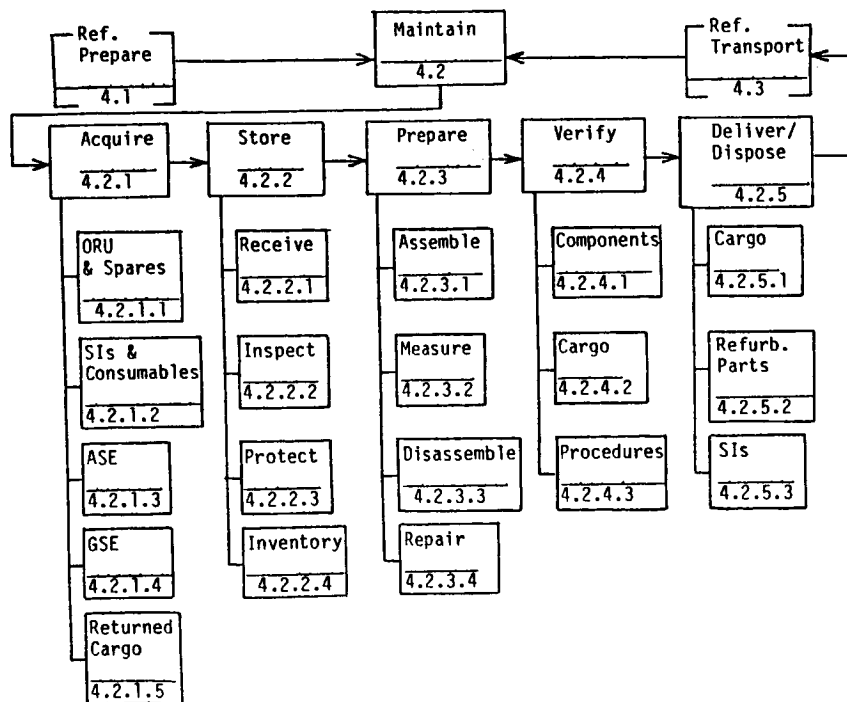 Ref.
Prepare
4.1
Maintain
4.2
Ref.
Transport
4.3
Acquire
4.2.1
Store
4.2.2
Prepare
4.2.3
Verify
4.2.4
Deliver/
Dispose
4.2.5
ORU
& Spares
4.2.1.1
SIs &
Consumables
4.2.1.2
ASE
4.2.1.3
GSE
4.2.1.4
Returned
Cargo
4.2.1.5
Receive
4.2.2.1
Inspect
4.2.2.2
Protect
4.2.2.3
Inventory
4.2.2.4
Assemble
4.2.3.1
Measure
4.2.3.2
Disassemble
4.2.3.3
Repair
4.2.3.4
Components
4.2.4.1
Cargo
4.2.4.2
Procedures
4.2.4.3
Cargo
4.2.5.1
Refurb.
Parts
4.2.5.2
SIs
4.2.5.3